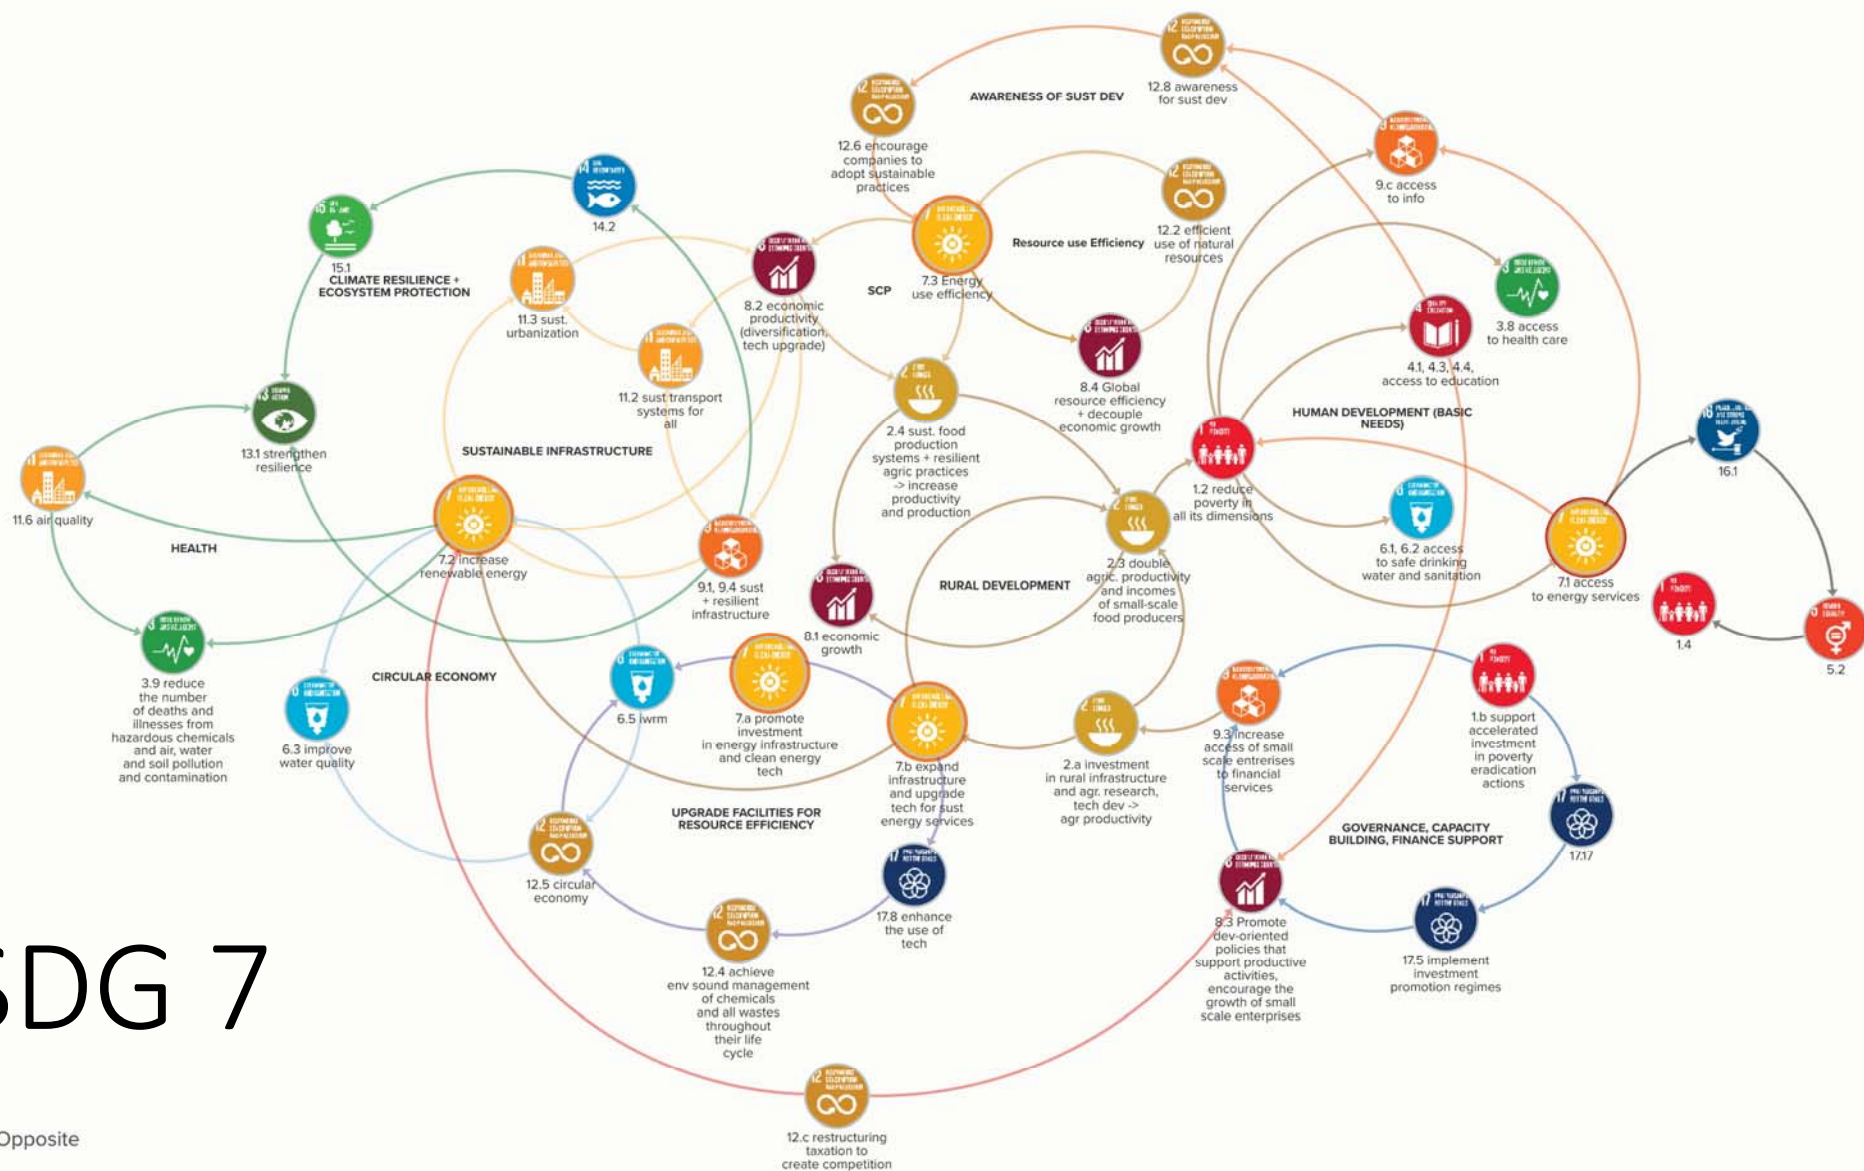 12.8 awareness
for sust dev
AWARENESS OF SUST DEV
12.6 encourage
companies to
adopt sustainable
practices
9.c access
to info
14.2
15.1
CLIMATE RESILIENCE +
ECOSYSTEM PROTECTION
12.2 efficient
use of natural
resources
Resource use Efficiency
7.3 Energy
use efficiency
SCP
11.3 sust.
urbanization
8.2 economic
productivity
(diversification,
tech upgrade)
3.8 access
to health care
11.2 sust transport
systems for
all
8.4 Global
resource efficiency
+ decouple
economic growth
4.1, 4.3, 4.4,
access to education
HUMAN DEVELOPMENT (BASIC
NEEDS)
13.1 strengthen
resilience
2.4 sust. food
production
systems + resilient
agric practices
-> increase
productivity
and production
SUSTAINABLE INFRASTRUCTURE
16.1
1.2 reduce
poverty in
all its dimensions
11.6 air quality
HEALTH
7.2 increase
renewable energy
6.1, 6.2 access
to safe drinking
water and sanitation
7.1 access
to energy services
9.1, 9.4 sust
+ resilient
infrastructure
RURAL DEVELOPMENT
2.3 double
agric. productivity
and incomes
of small-scale
food producers
8.1 economic
growth
1.4
5.2
3.9 reduce
the number
of deaths and
illnesses from
hazardous chemicals
and air, water
and soil pollution
and contamination
CIRCULAR ECONOMY
6.3 improve
water quality
6.5 iwrm
7.a promote
investment
in energy infrastructure
and clean energy
tech
7.b expand
infrastructure
and upgrade
tech for sust
energy services
2.a investment
in rural infrastructure
and agr. research,
tech dev ->
agr productivity
9.3 increase
access of small
scale entrerises
to financial
services
1.b support
accelerated
investment
in poverty
eradication
actions
UPGRADE FACILITIES FOR
RESOURCE EFFICIENCY
GOVERNANCE, CAPACITY
BUILDING, FINANCE SUPPORT
17.17
12.5 circular
economy
17.8 enhance
the use of
tech
8.3 Promote
dev-oriented
policies that
support productive
activities,
encourage the
growth of small
scale enterprises
17.5 implement
investment
promotion regimes
12.4 achieve
env sound management
of chemicals
and all wastes
throughout
their life
cycle
SDG 7
12.c restructuring
taxation to
create competition
Opposite